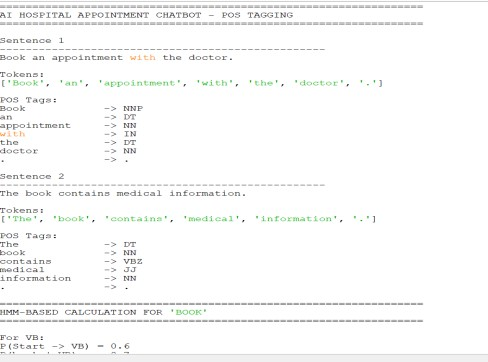 ============================================================
AI HOSPITAL APPOINTMENT CHATBOT - POS TAGGING
============================================================
Sentence 1
--------------------------------------------------
Book an appointment with the doctor.
Tokens:
['Book', 'an', 'appointment', 'with', 'the', 'doctor', '.']
POS Tags:
Book -> NNP
an -> DT
appointment -> NN
with -> IN
the -> DT
doctor -> NN
. -> .
Sentence 2
--------------------------------------------------
The book contains medical information.
Tokens:
['The', 'book', 'contains', 'medical', 'information', '.']
POS Tags:
The -> DT
book -> NN
contains -> VBZ
medical -> JJ
information -> NN
. -> .
============================================================
HMM-BASED CALCULATION FOR 'BOOK'
============================================================
For VB:
P(Start -> VB) = 0.6